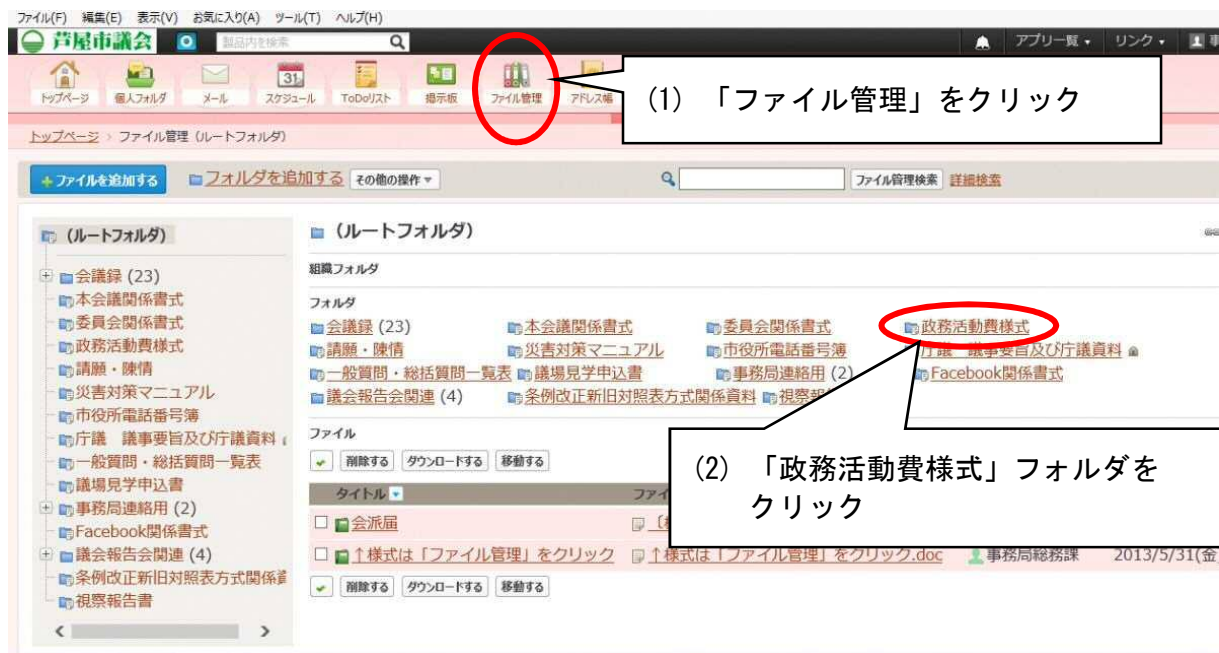 ファイル(F) 編集(E) 表示(V) お気に入り(A) ツール(T) ヘルプ(H)
芦屋市議会 製品内を検索 アプリ一覧 リンク
トップページ 個人フォルダ メール スケジュール ToDoリスト 掲示板 ファイル管理 アドレス帳
(1) 「ファイル管理」をクリック
トップページ > ファイル管理 (ルートフォルダ)
ファイルを追加する フォルダを追加する その他の操作 ファイル管理検索 詳細検索
(ルートフォルダ)
会議録 (23)
本会議関係書式
委員会関係書式
政務活動費様式
請願・陳情
災害対策マニュアル
市役所電話番号簿
庁議 議事要旨及び庁議資料
一般質問・総括質問一覧表
議場見学申込書
事務局連絡用 (2)
Facebook関係書式
議会報告会関連 (4)
条例改正新旧対照表方式関係
視察報告書
(ルートフォルダ)
組織フォルダ
フォルダ
会議録 (23) 本会議関係書式 委員会関係書式 政務活動費様式
請願・陳情 災害対策マニュアル 市役所電話番号簿 庁議 議事要旨及び庁議資料
一般質問・総括質問一覧表 議場見学申込書 事務局連絡用 (2) Facebook関係書式
議会報告会関連 (4) 条例改正新旧対照表方式関係資料 視察報
(2) 「政務活動費様式」フォルダを
クリック
ファイル
削除する ダウンロードする 移動する
タイトル ファイ
会派届
↑様式は「ファイル管理」をクリック ↑様式は「ファイル管理」をクリック.doc 事務局総務課 2013/5/31(金
削除する ダウンロードする 移動する